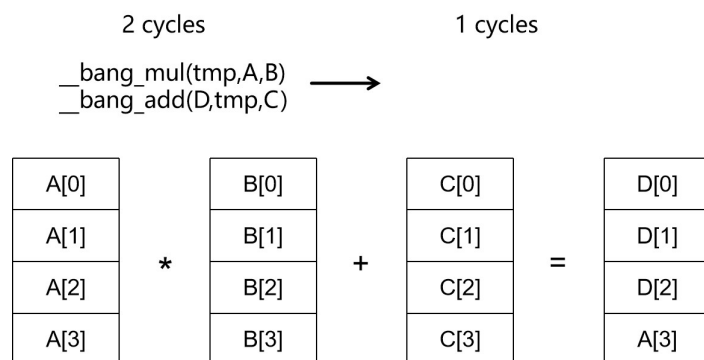 2 cycles 1 cycles
__bang_mul(tmp,A,B)
__bang_add(D,tmp,C)
A[0] B[0] C[0] D[0]
A[1] B[1] C[1] D[1]
* + =
A[2] B[2] C[2] D[2]
A[3] B[3] C[3] A[3]